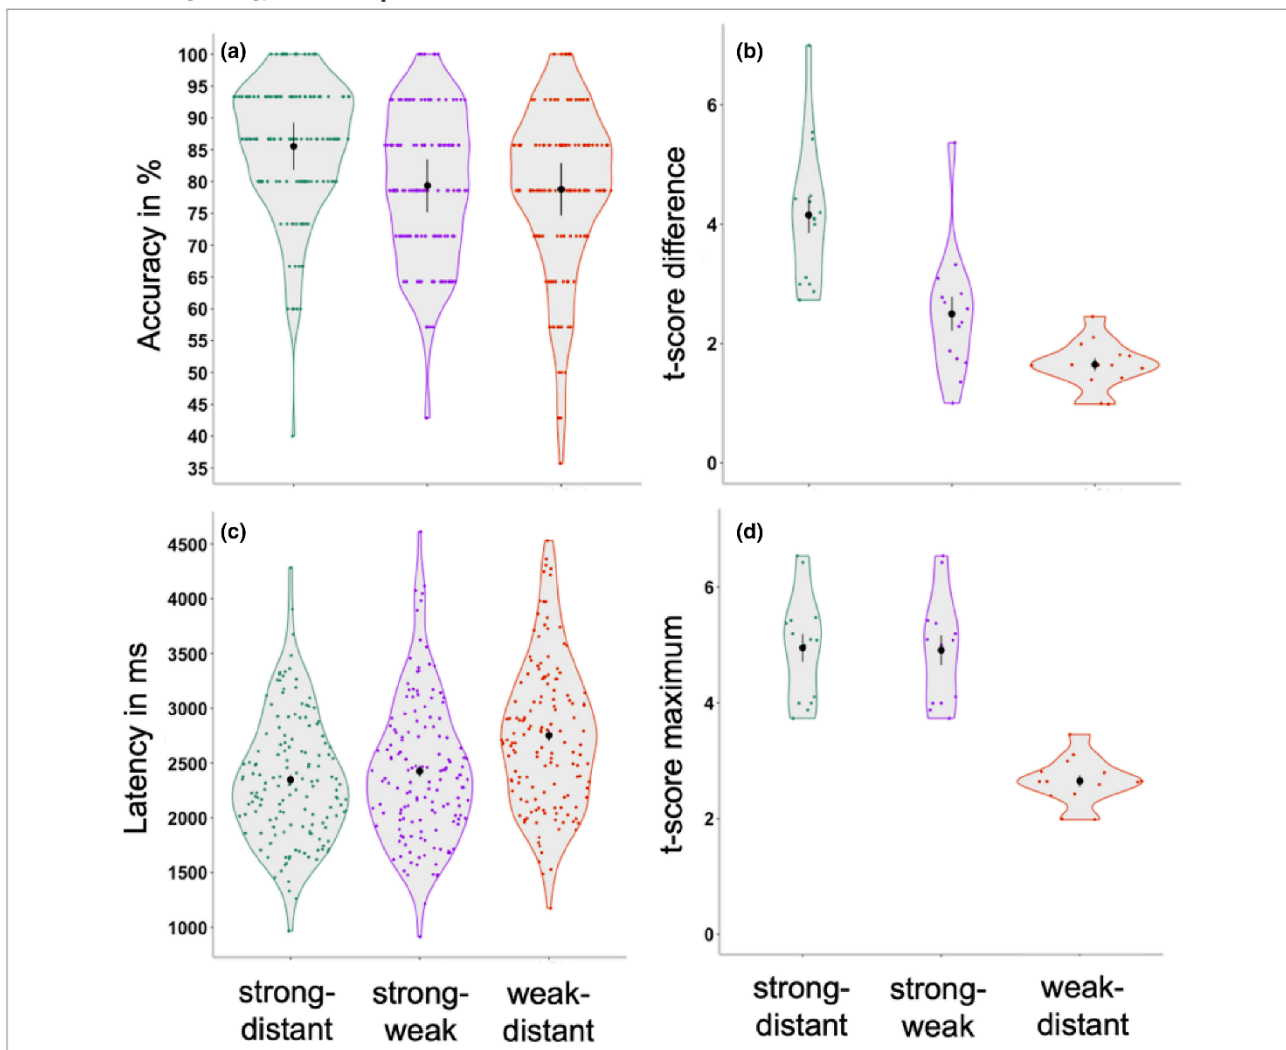 (a)
Accuracy in %
100
95
90
85
80
75
70
65
60
55
50
45
40
35
(b)
t-score difference
6
4
2
0
(c)
Latency in ms
4500
4000
3500
3000
2500
2000
1500
1000
(d)
t-score maximum
6
4
2
0
strong-
distant
strong-
weak
weak-
distant
strong-
distant
strong-
weak
weak-
distant